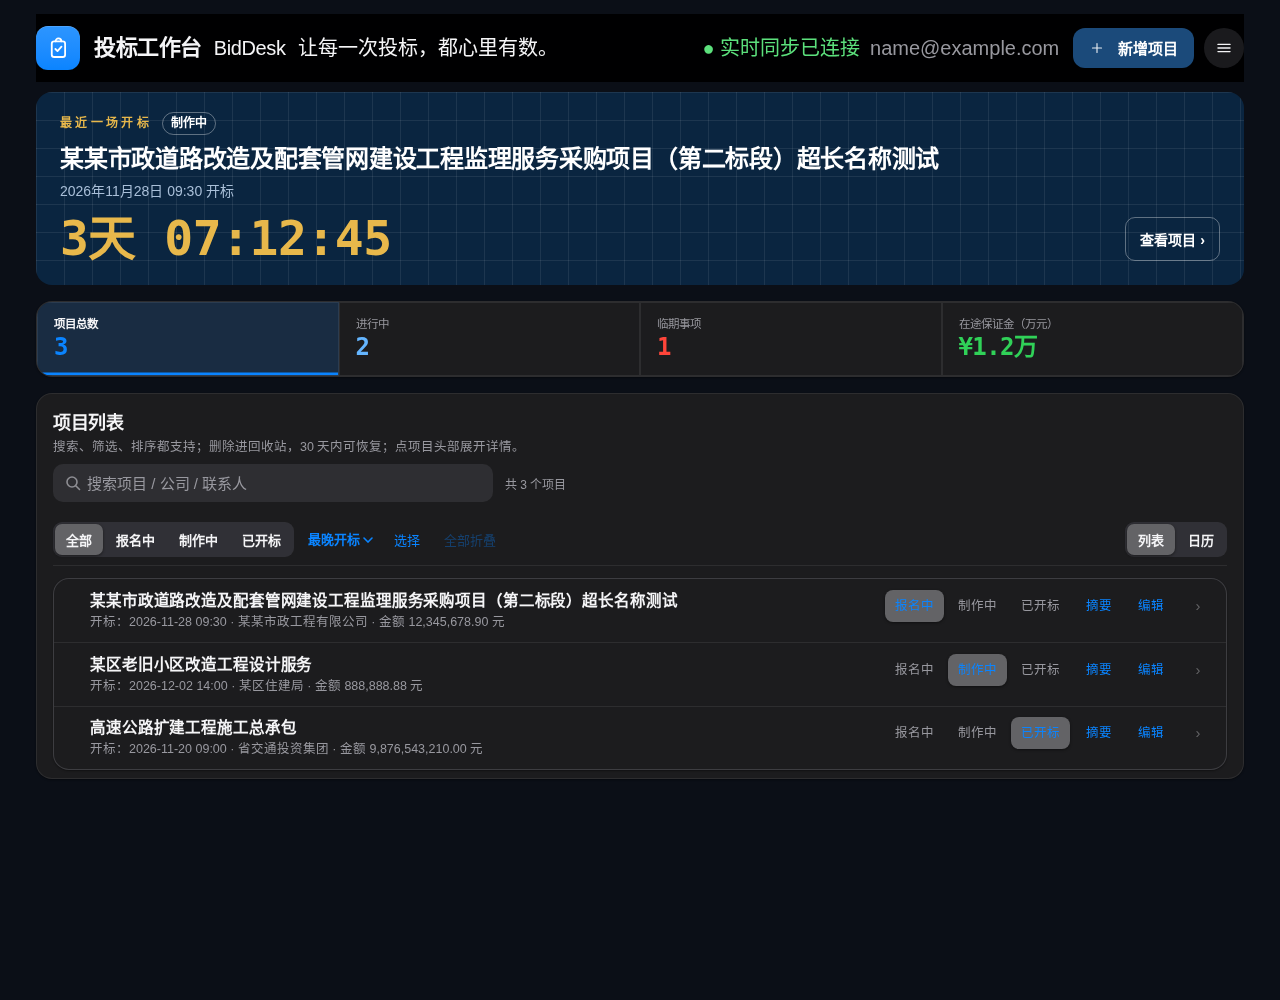 投标工作台 BidDesk 让每一次投标，都心里有数。
● 实时同步已连接 name@example.com + 新增项目
最近一场开标 制作中
某某市政道路改造及配套管网建设工程监理服务采购项目（第二标段）超长名称测试
2026年11月28日 09:30 开标
3天 07:12:45
查看项目 ›
项目总数 进行中 临期事项 在途保证金（万元）
3 2 1 ¥1.2万
项目列表
搜索、筛选、排序都支持；删除进回收站，30 天内可恢复；点项目头部展开详情。
搜索项目 / 公司 / 联系人 共 3 个项目
全部 报名中 制作中 已开标 最晚开标 选择 全部折叠 列表 日历
某某市政道路改造及配套管网建设工程监理服务采购项目（第二标段）超长名称测试
报名中 制作中 已开标 摘要 编辑 ›
开标：2026-11-28 09:30 · 某某市政工程有限公司 · 金额 12,345,678.90 元
某区老旧小区改造工程设计服务
报名中 制作中 已开标 摘要 编辑 ›
开标：2026-12-02 14:00 · 某区住建局 · 金额 888,888.88 元
高速公路扩建工程施工总承包
报名中 制作中 已开标 摘要 编辑 ›
开标：2026-11-20 09:00 · 省交通投资集团 · 金额 9,876,543,210.00 元